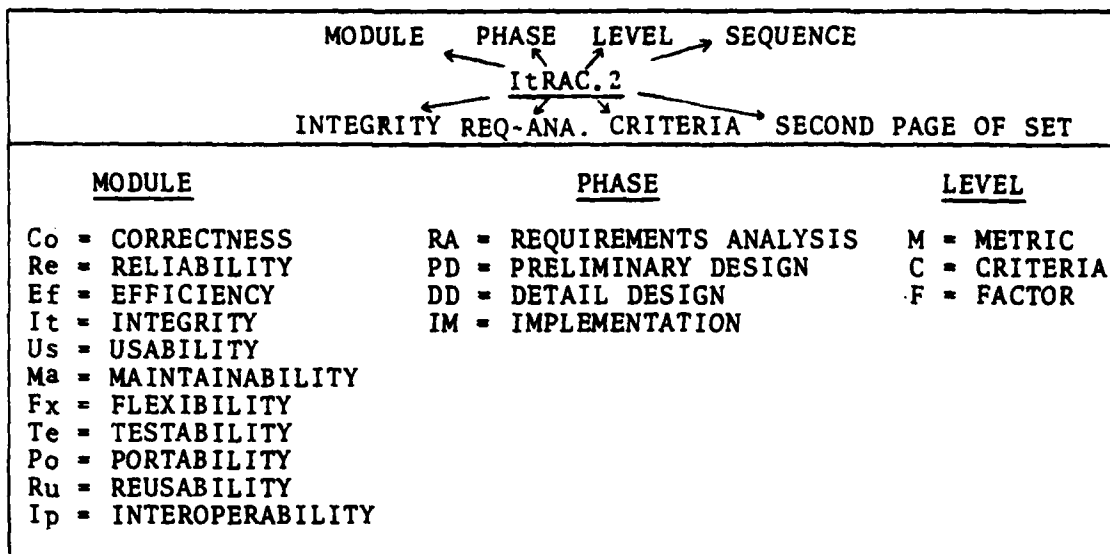 MODULE PHASE LEVEL SEQUENCE
ItRAC.2
INTEGRITY REQ-ANA. CRITERIA SECOND PAGE OF SET
MODULE PHASE LEVEL
Co = CORRECTNESS RA = REQUIREMENTS ANALYSIS M = METRIC
Re = RELIABILITY PD = PRELIMINARY DESIGN C = CRITERIA
Ef = EFFICIENCY DD = DETAIL DESIGN F = FACTOR
It = INTEGRITY IM = IMPLEMENTATION
Us = USABILITY
Ma = MAINTAINABILITY
Fx = FLEXIBILITY
Te = TESTABILITY
Po = PORTABILITY
Ru = REUSABILITY
Ip = INTEROPERABILITY